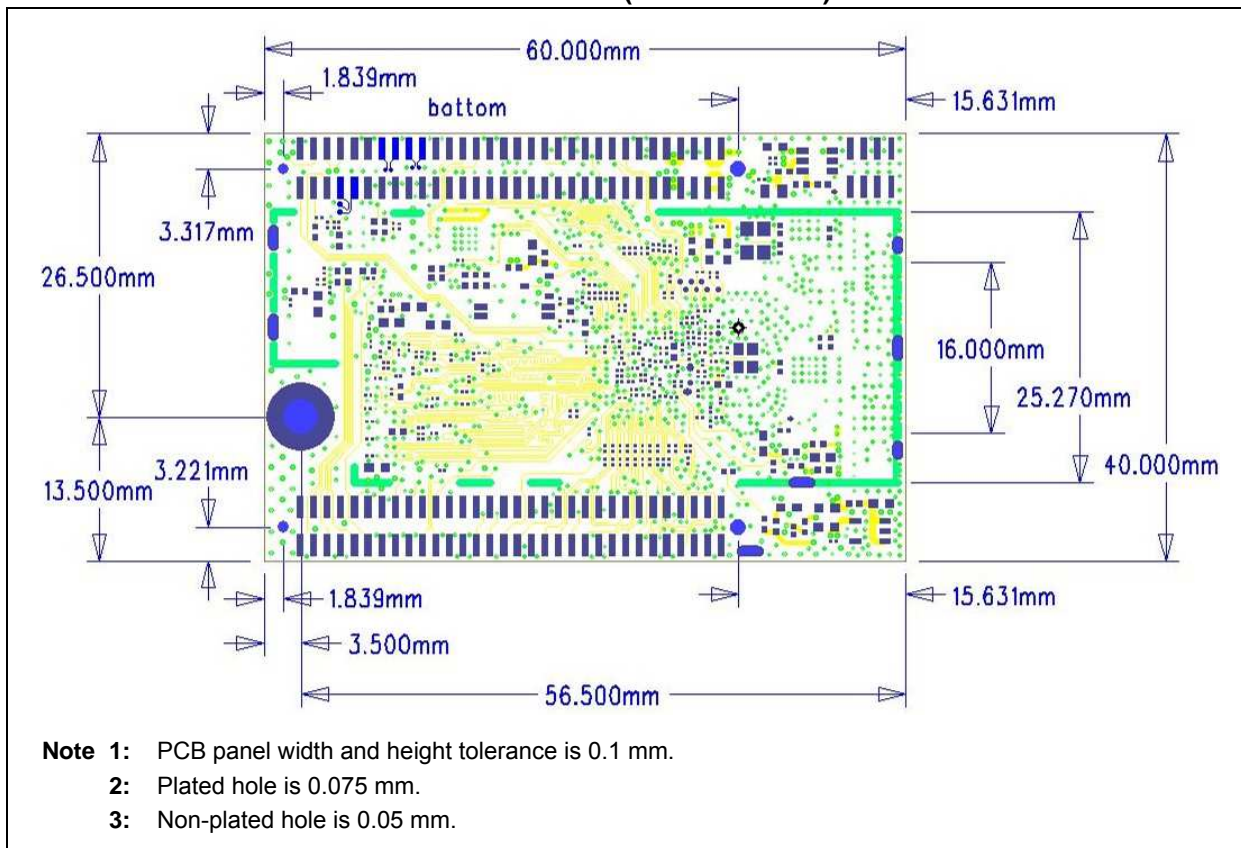 60.000mm
1.839mm
bottom
15.631mm
3.317mm
26.500mm
16.000mm
25.270mm
3.221mm
40.000mm
13.500mm
1.839mm
15.631mm
3.500mm
56.500mm
Note 1: PCB panel width and height tolerance is 0.1 mm.
2: Plated hole is 0.075 mm.
3: Non-plated hole is 0.05 mm.